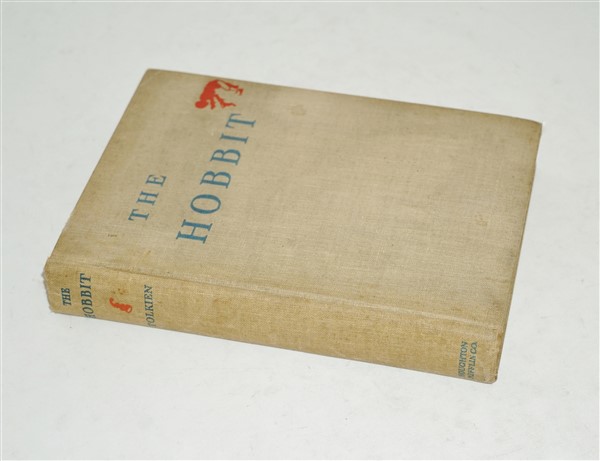 THE
HOBBIT
THE
HOBBIT
TOLKIEN
HOUGHTON
MIFFLIN CO.